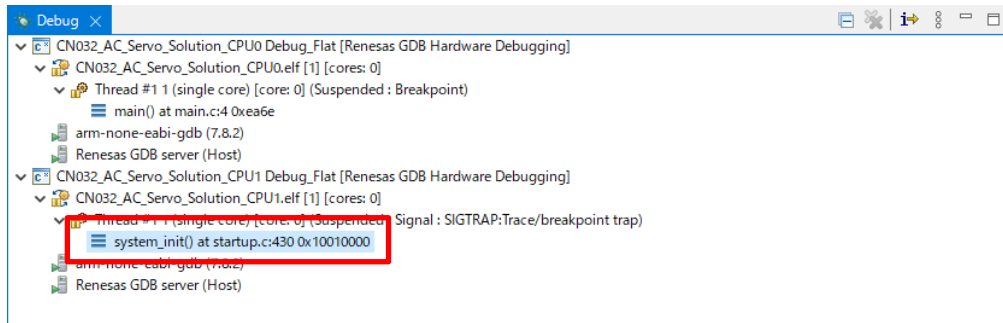 Debug
CN032_AC_Servo_Solution_CPU0 Debug_Flat [Renesas GDB Hardware Debugging]
CN032_AC_Servo_Solution_CPU0.elf [1] [cores: 0]
Thread #1 1 (single core) [core: 0] (Suspended : Breakpoint)
main() at main.c:4 0xea6e
arm-none-eabi-gdb (7.8.2)
Renesas GDB server (Host)
CN032_AC_Servo_Solution_CPU1 Debug_Flat [Renesas GDB Hardware Debugging]
CN032_AC_Servo_Solution_CPU1.elf [1] [cores: 0]
Thread #1 1 (single core) [core: 0] (Suspended : Signal : SIGTRAP:Trace/breakpoint trap)
system_init() at startup.c:430 0x10010000
arm-none-eabi-gdb (7.8.2)
Renesas GDB server (Host)